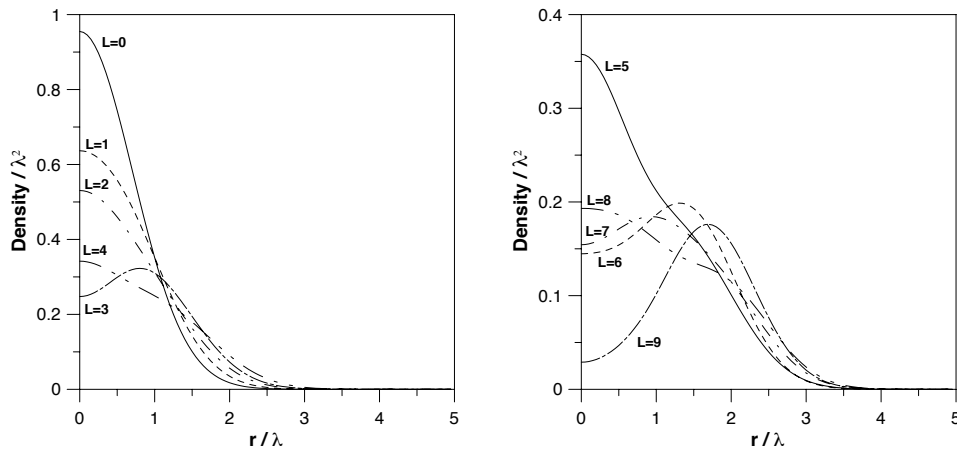 1
0.8
0.6
0.4
0.2
0
Density / λ²
L=0
L=1
L=2
L=4
L=3
0 1 2 3 4 5
r / λ
0.4
0.3
0.2
0.1
0
Density / λ²
L=5
L=8
L=7
L=6
L=9
0 1 2 3 4 5
r / λ